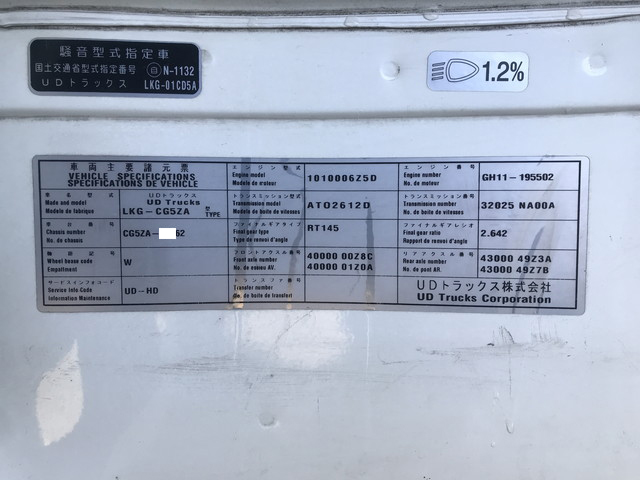 騒音型式指定車
国土交通省型式指定番号 日 N-1132
UDトラックス LKG-01CD5A
1.2%
車両主要諸元票
VEHICLE SPECIFICATIONS
SPECIFICATIONS DE VEHICLE
エンジン型式
Engine model
Modele de moteur
1010006Z5D
エンジン番号
Engine number
No. de moteur
GH11-195502
車名型式
Made and model
Modele de fabrique
UDトラックス
UD Trucks
LKG-CG5ZA
型
TYPE
トランスミッション型式
Transmission model
Modele de boite de vitesses
ATO2612D
トランスミッション番号
Transmission number
No. de boite de vitesses
32025 NA00A
車台番号
Chassis number
No. de chassis
CG5ZA- 62
ファイナルギアタイプ
Final gear type
Type de renvoi d'angle
RT145
ファイナルギアレシオ
Final gear ratio
Rapport de renvoi d'angle
2.642
軸距記号
Wheel base code
Empattement
W
フロントアクスル番号
Front axle number
No. de essieu AV.
40000 00Z8C
40000 01Z0A
リアアクスル番号
Rear axle number
No. de pont AR.
43000 49Z3A
43000 49Z7B
サービスインフォコード
Service Info.Code
Information Maintenance
UD-HD
トランスファ番号
Transfer number
No. de boite de transfert
UDトラックス株式会社
UD Trucks Corporation